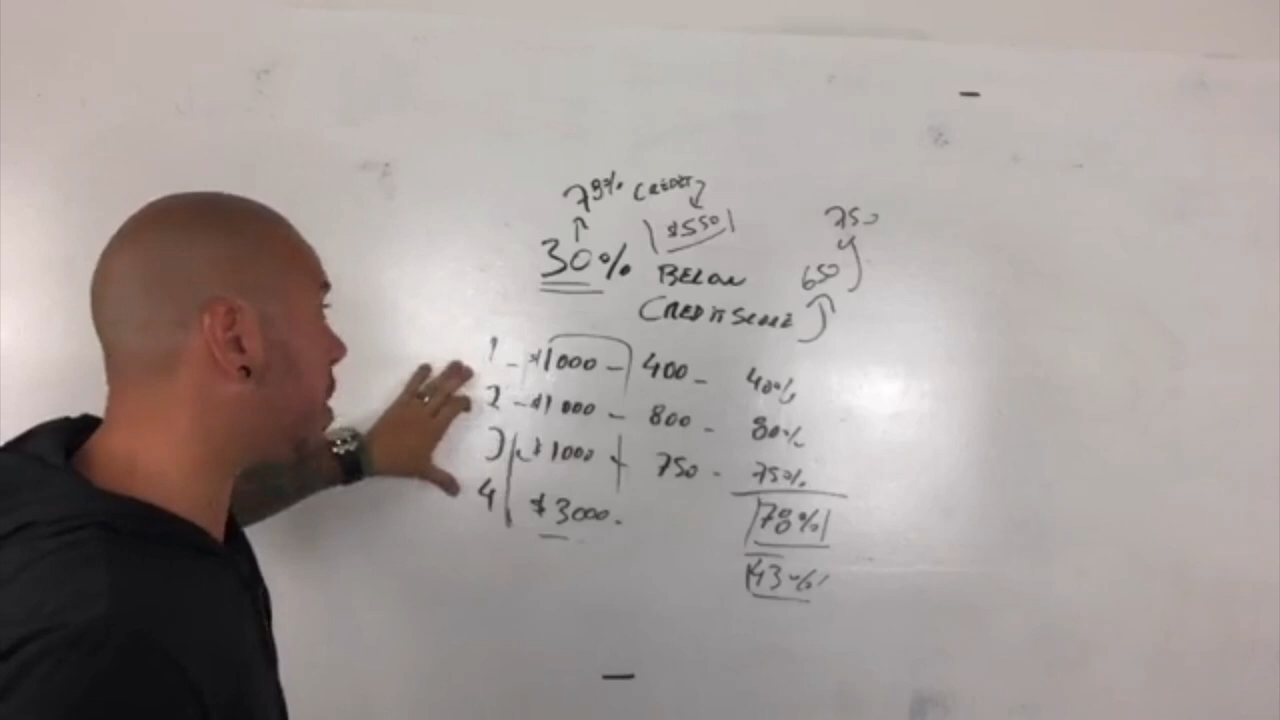 78% CREDIT
$550
30% BELOW
CREDIT SCORE
750
650
1 - $1000 - 400 - 40%
2 - $1000 - 800 - 80%
3 - $1000 - 750 - 75%
4 $3000.
78%
43%